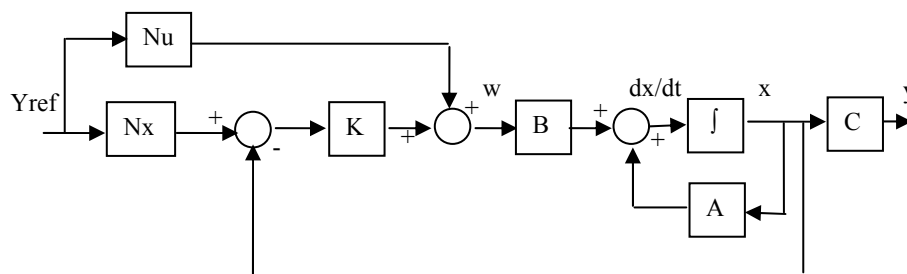 Nu
Yref
Nx
+
-
K
+
+
w
B
+
+
dx/dt
∫
x
A
C
y